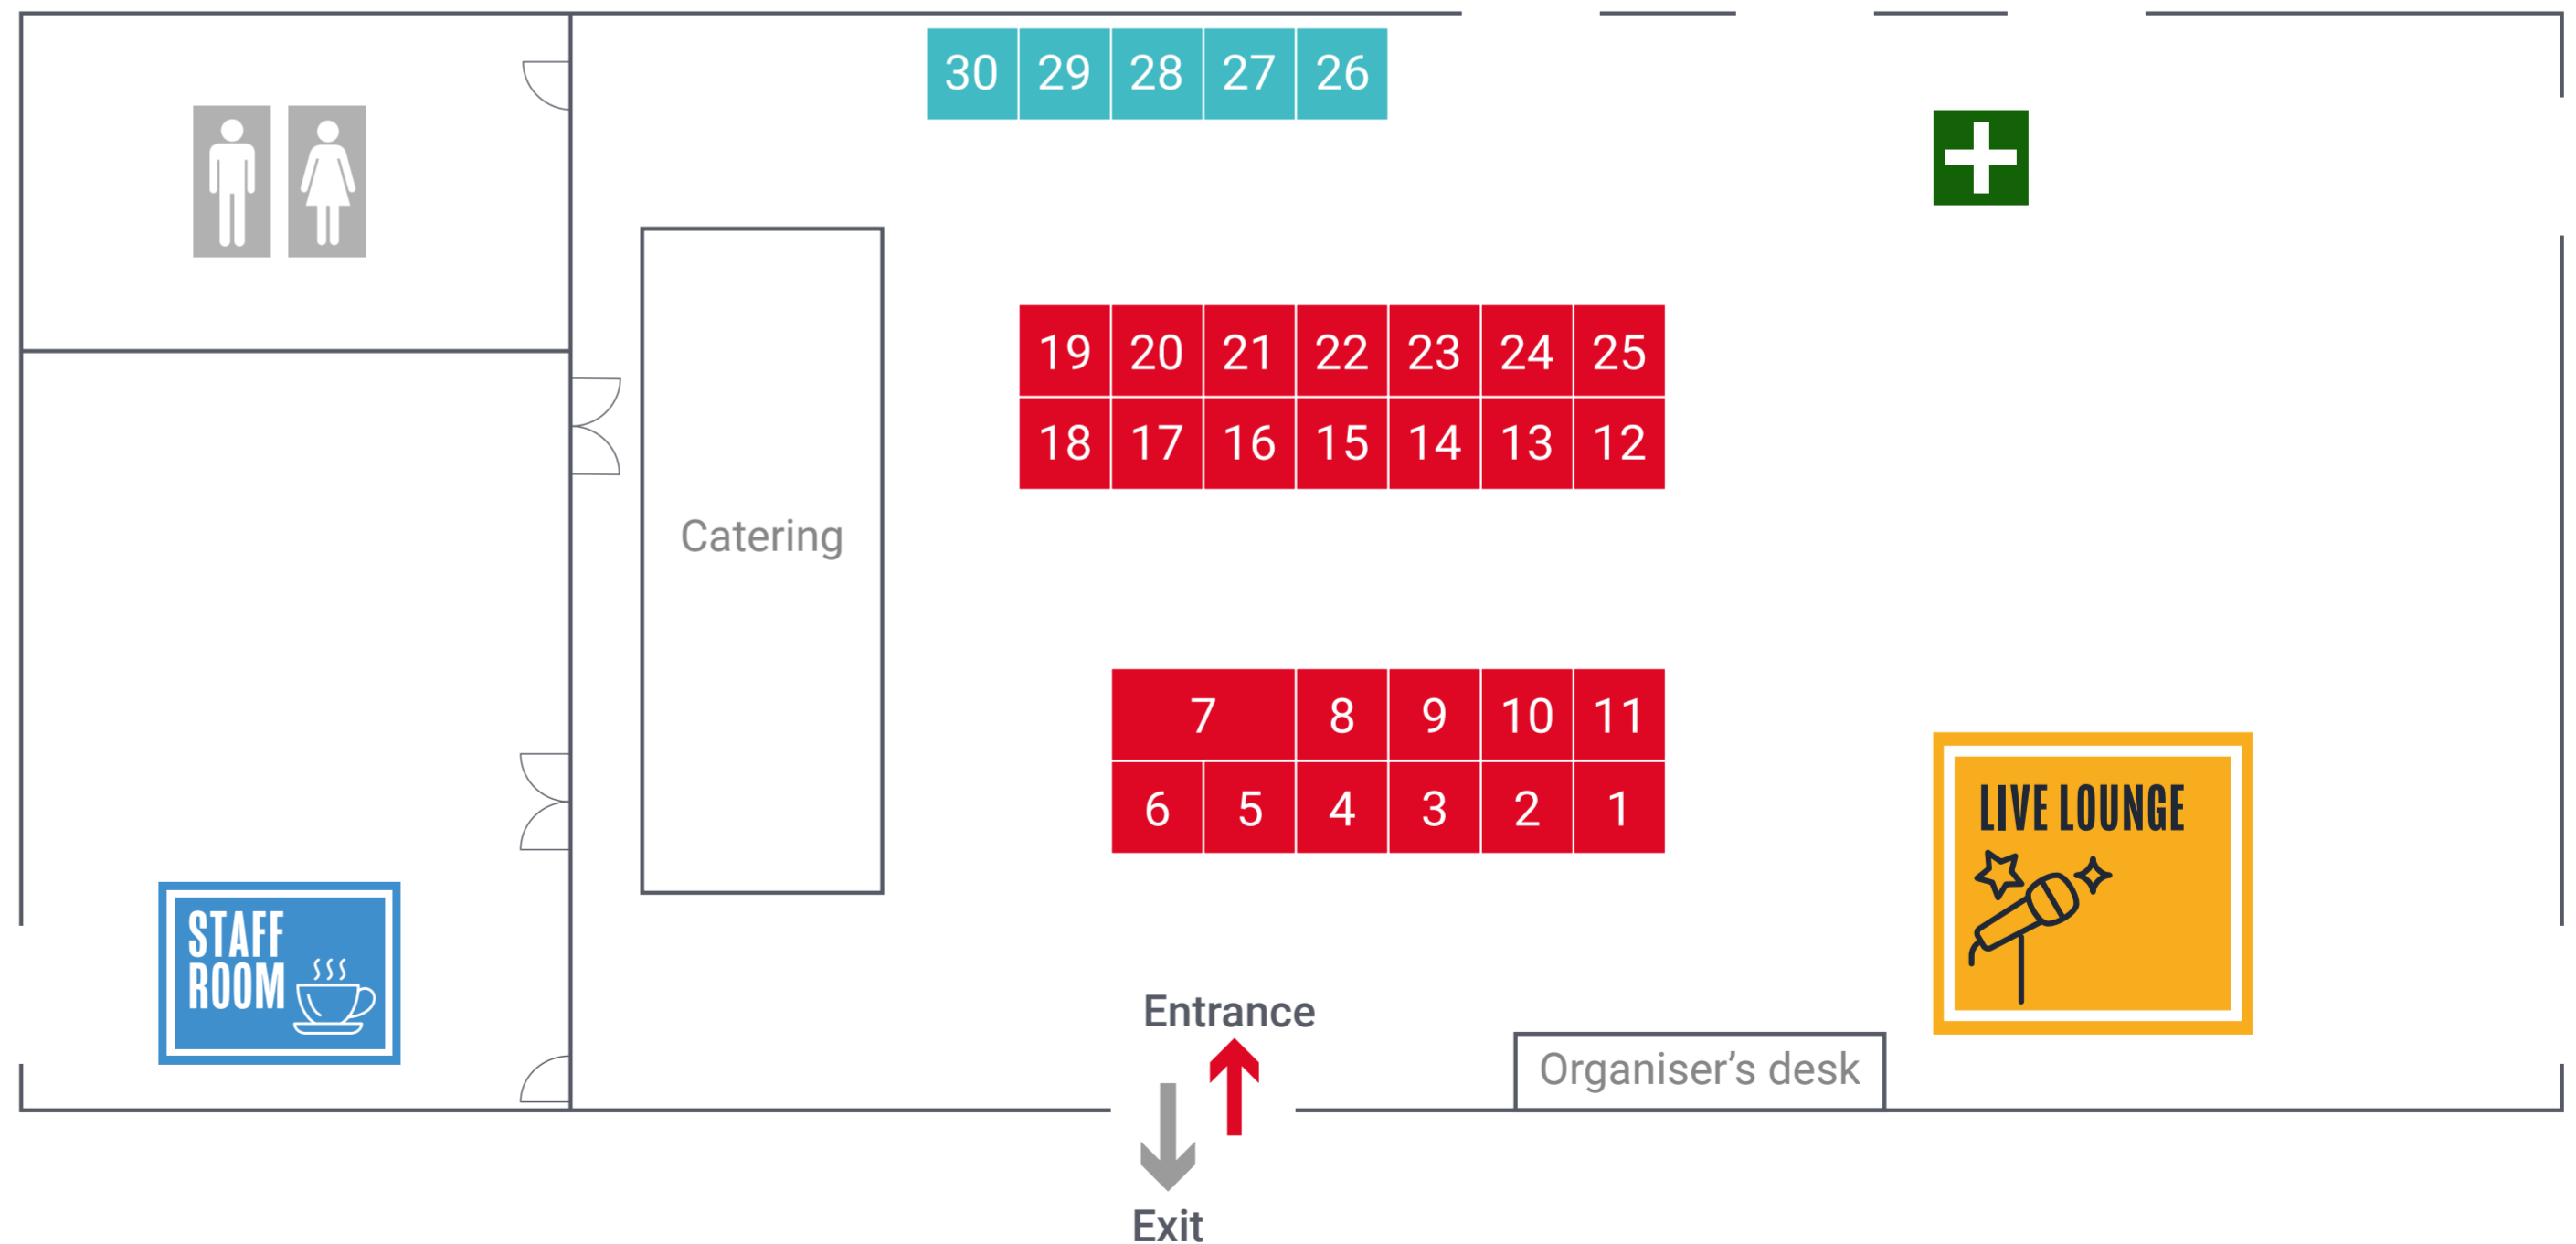 30 29 28 27 26
19 20 21 22 23 24 25
18 17 16 15 14 13 12
Catering
7 8 9 10 11
6 5 4 3 2 1
LIVE LOUNGE
STAFF
ROOM
Entrance
Organiser’s desk
Exit